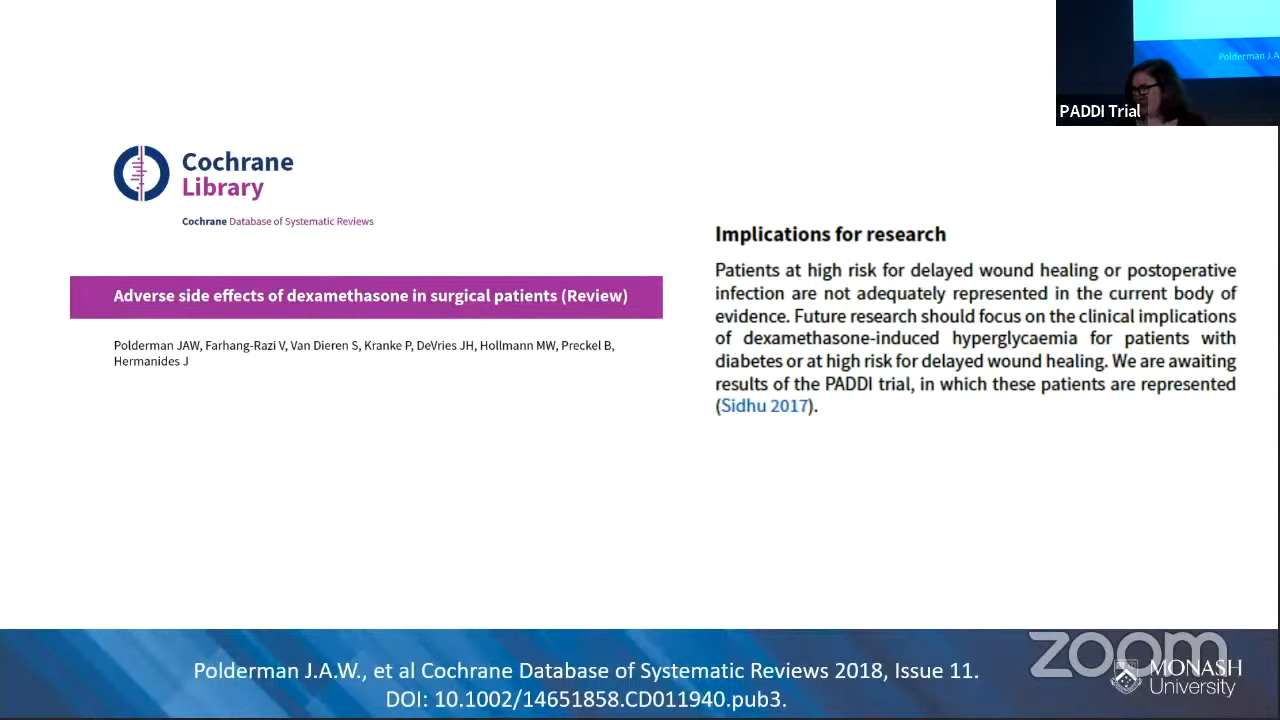 Polderman J.A
PADDI Trial
Cochrane
Library
Cochrane Database of Systematic Reviews
Adverse side effects of dexamethasone in surgical patients (Review)
Polderman JAW, Farhang-Razi V, Van Dieren S, Kranke P, DeVries JH, Hollmann MW, Preckel B,
Hermanides J
Implications for research
Patients at high risk for delayed wound healing or postoperative
infection are not adequately represented in the current body of
evidence. Future research should focus on the clinical implications
of dexamethasone-induced hyperglycaemia for patients with
diabetes or at high risk for delayed wound healing. We are awaiting
results of the PADDI trial, in which these patients are represented
(Sidhu 2017).
Polderman J.A.W., et al Cochrane Database of Systematic Reviews 2018, Issue 11.
DOI: 10.1002/14651858.CD011940.pub3.
zoom
MONASH
University